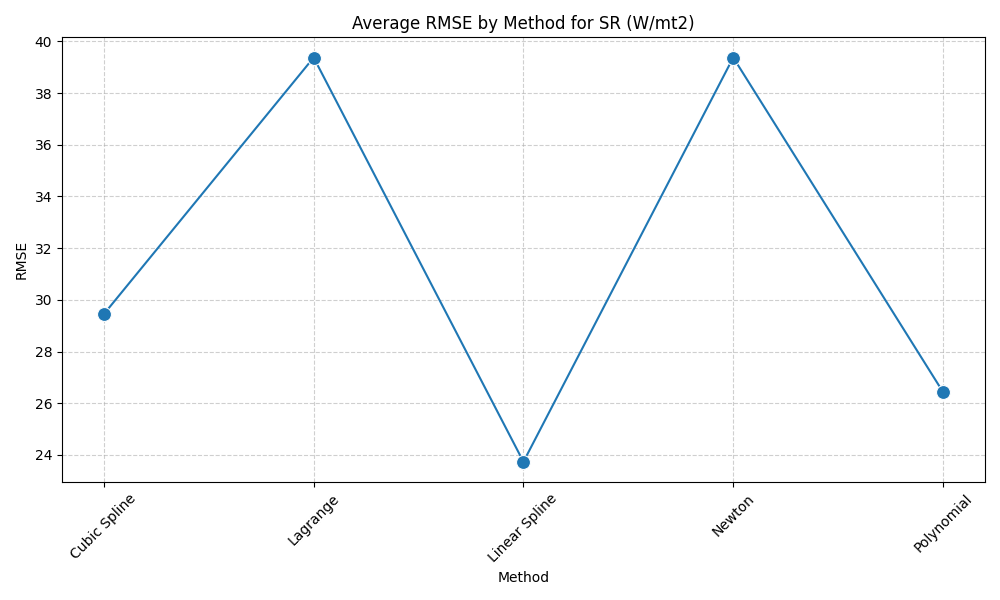 Average RMSE by Method for SR (W/mt2)
40
38
36
34
32
30
28
26
24
RMSE
Cubic Spline
Lagrange
Linear Spline
Newton
Polynomial
Method